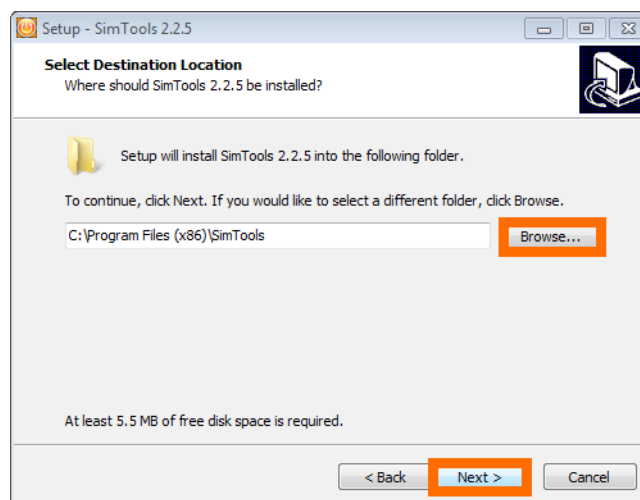 Setup - SimTools 2.2.5
Select Destination Location
Where should SimTools 2.2.5 be installed?
Setup will install SimTools 2.2.5 into the following folder.
To continue, click Next. If you would like to select a different folder, click Browse.
C:\Program Files (x86)\SimTools
Browse...
At least 5.5 MB of free disk space is required.
< Back Next > Cancel